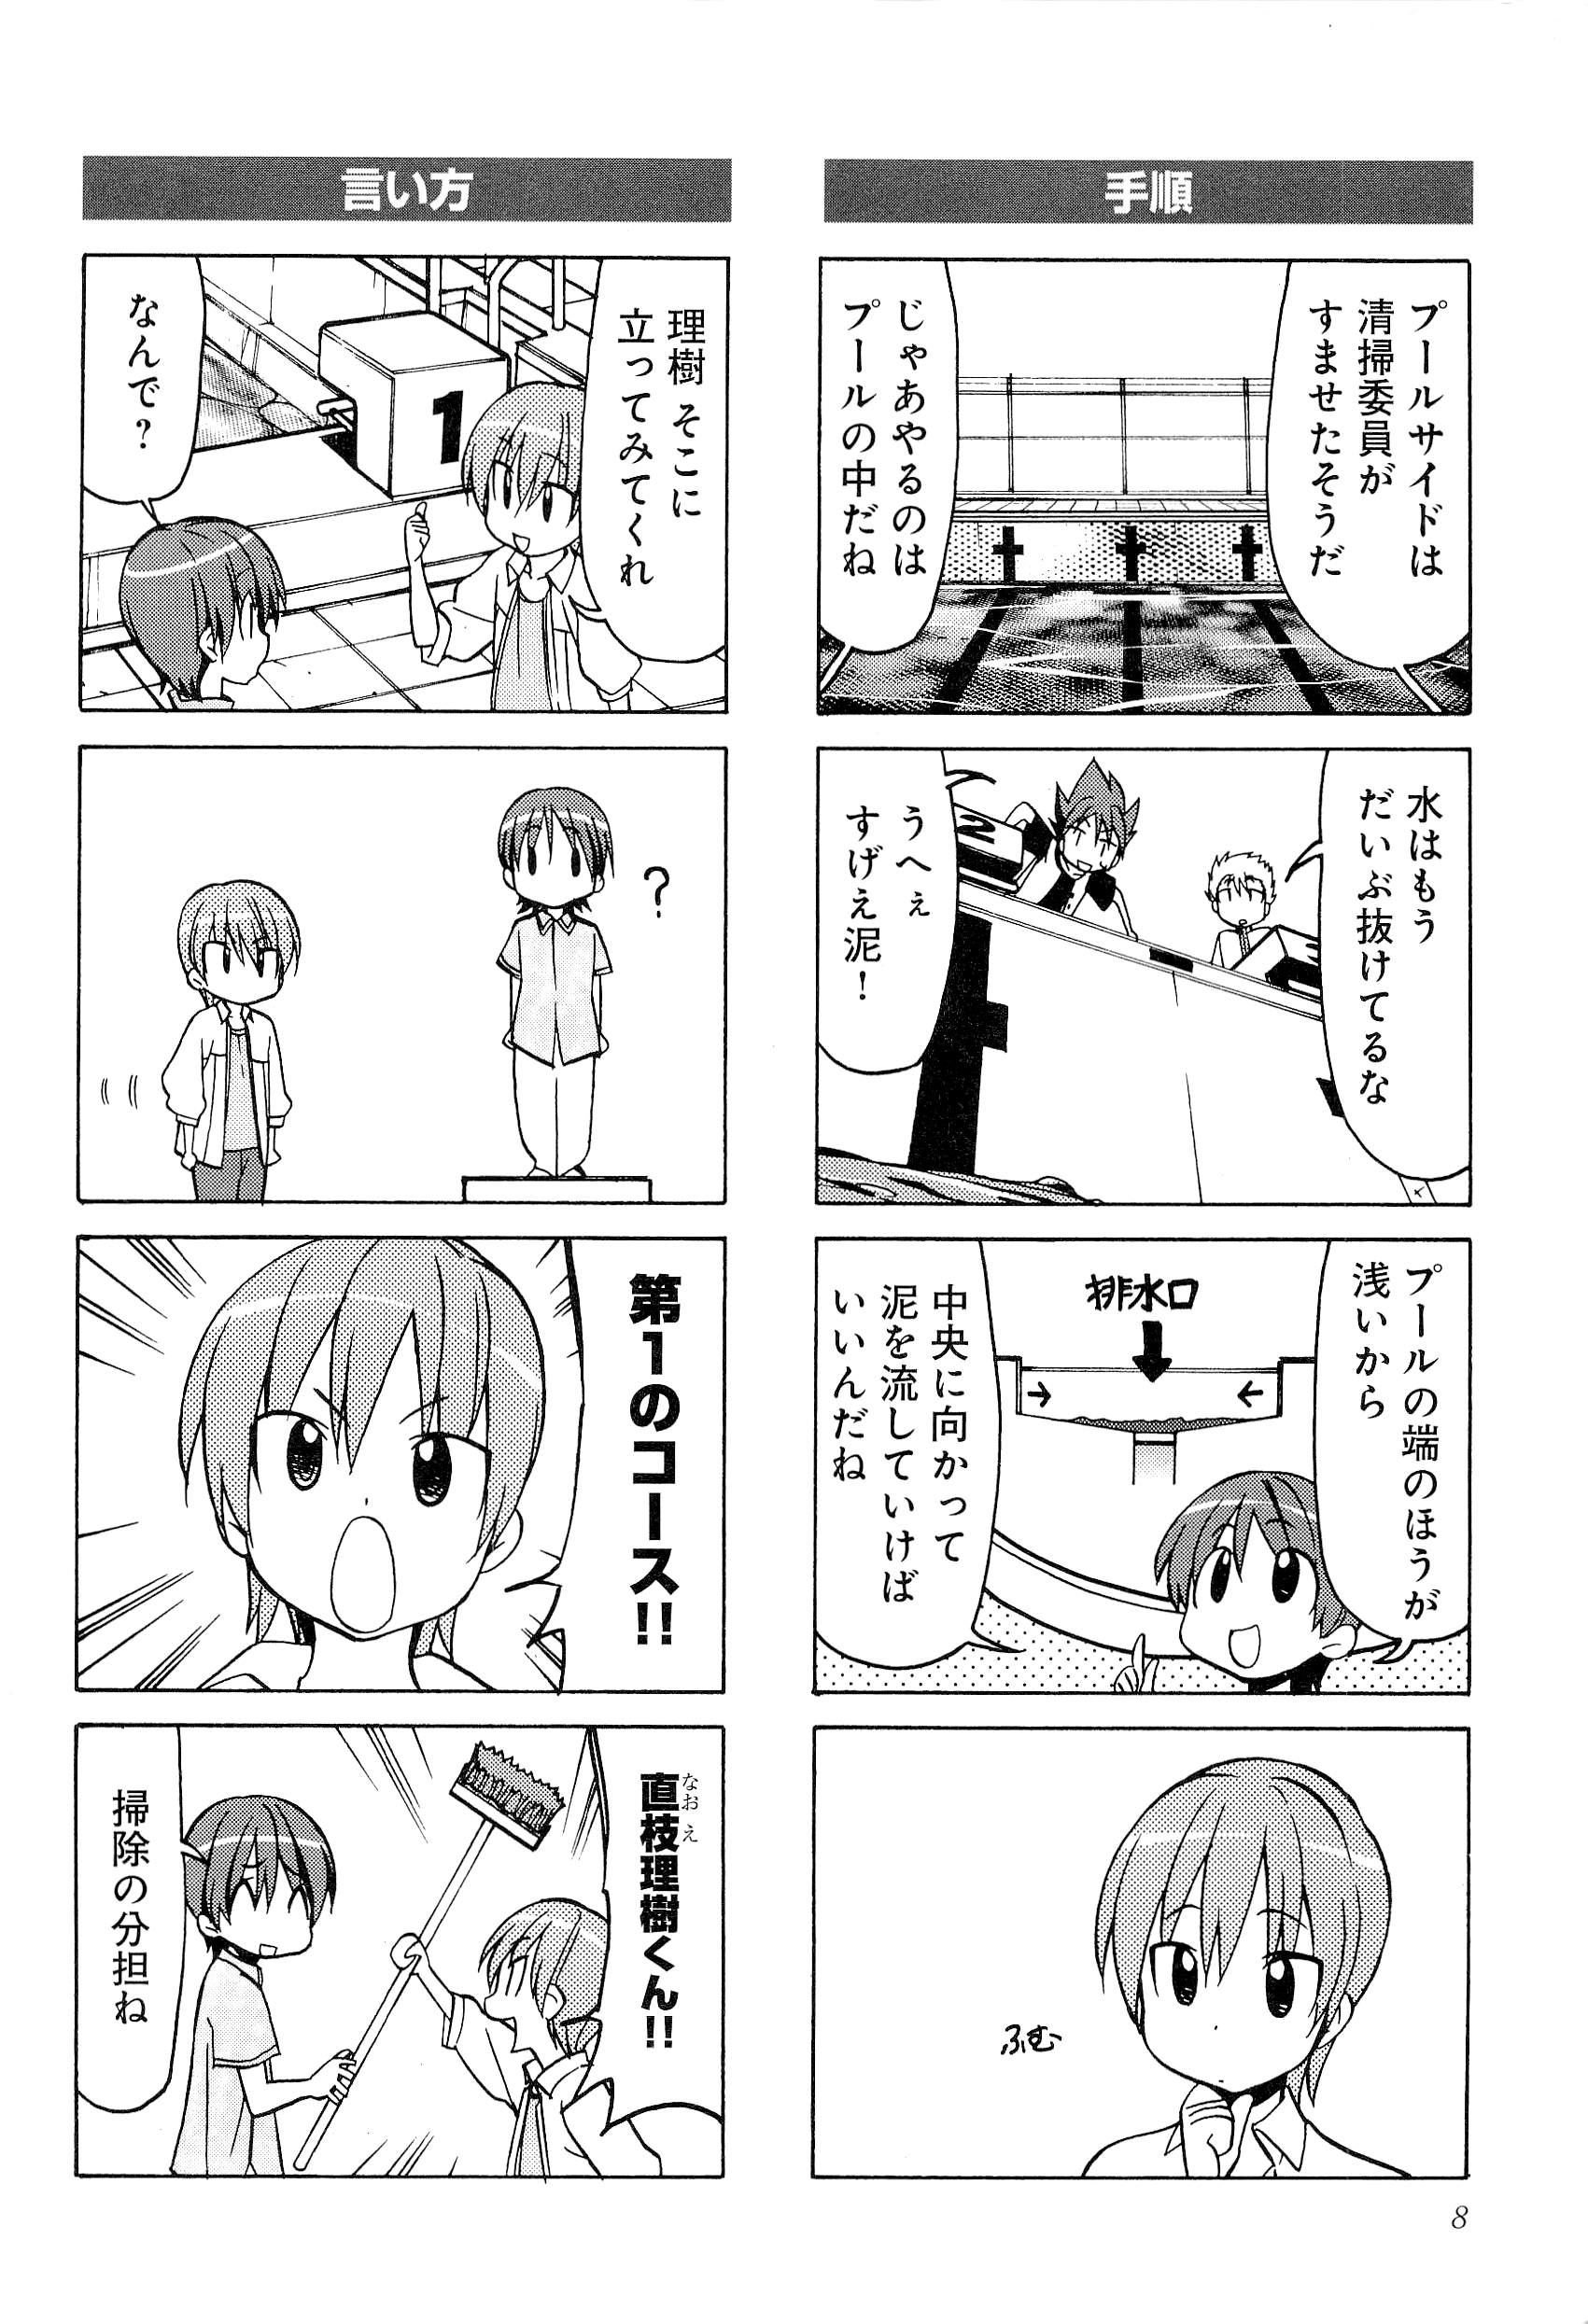 手順
プールサイドは
清掃委員が
すませたそうだ
じゃあやるのは
プールの中だね
水はもう
だいぶ抜けてるな
2
うへぇ
すげえ泥!
プールの端のほうが
浅いから
排水口
中央に向かって
泥を流していけば
いいんだね
ふむ
言い方
理樹 そこに
立ってみてくれ
1
なんで?
?
第1のコース!!
直枝理樹くん!!
なおえ
掃除の分担ね
8